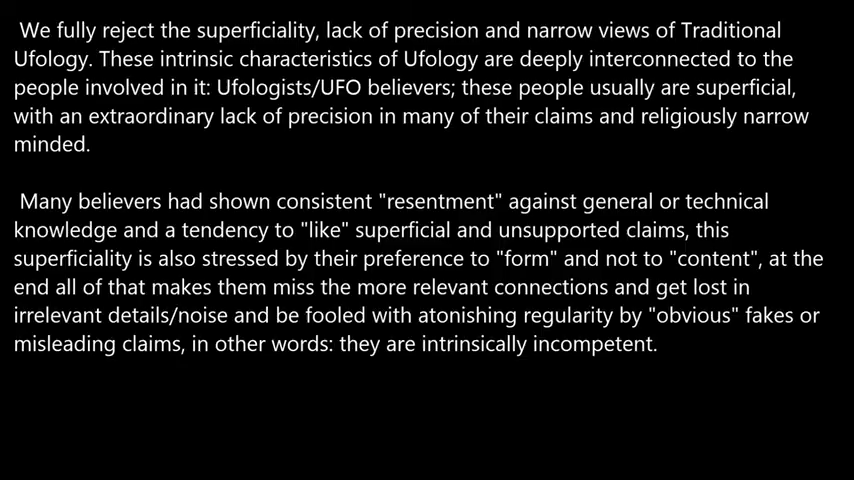 We fully reject the superficiality, lack of precision and narrow views of Traditional
Ufology. These intrinsic characteristics of Ufology are deeply interconnected to the
people involved in it: Ufologists/UFO believers; these people usually are superficial,
with an extraordinary lack of precision in many of their claims and religiously narrow
minded.
Many believers had shown consistent "resentment" against general or technical
knowledge and a tendency to "like" superficial and unsupported claims, this
superficiality is also stressed by their preference to "form" and not to "content", at the
end all of that makes them miss the more relevant connections and get lost in
irrelevant details/noise and be fooled with atonishing regularity by "obvious" fakes or
misleading claims, in other words: they are intrinsically incompetent.